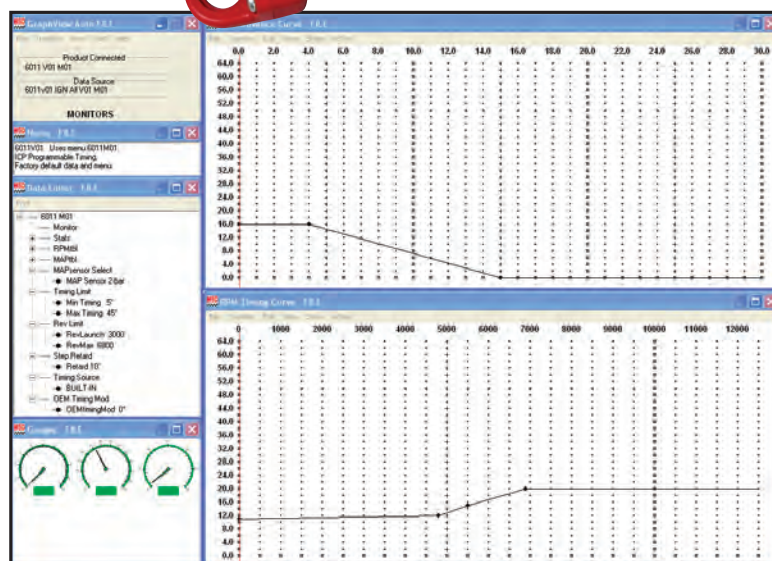 GraphView Auto
Product Connected
6011 V01 M01
Data Source
6011v01 IGN All V01 M01
MONITORS
6011V01 Uses menu 6011M01.
ICP Programmable Timing.
Factory default data and menu.
Data Editor
6011 M01
Monitor
Stats
RPMtbl
MAPtbl
MAPsensor Select
MAP Sensor 2 bar
Timing Limit
Min Timing 5°
Max Timing 45°
Rev Limit
RevLaunch 3000
RevMax 6800
Step Retard
Retard 10°
Timing Source
BUILT-IN
OEM Timing Mod
OEMtimingMod 0°
Gauges
Curve
0.0 2.0 4.0 6.0 8.0 10.0 12.0 14.0 16.0 18.0 20.0 22.0 24.0 26.0 28.0 30.0
64.0
60.0
56.0
52.0
48.0
44.0
40.0
36.0
32.0
28.0
24.0
20.0
16.0
12.0
8.0
4.0
0.0
RPM Timing Curve
0 1000 2000 3000 4000 5000 6000 7000 8000 9000 10000 11000 12000
64.0
60.0
56.0
52.0
48.0
44.0
40.0
36.0
32.0
28.0
24.0
20.0
16.0
12.0
8.0
4.0
0.0